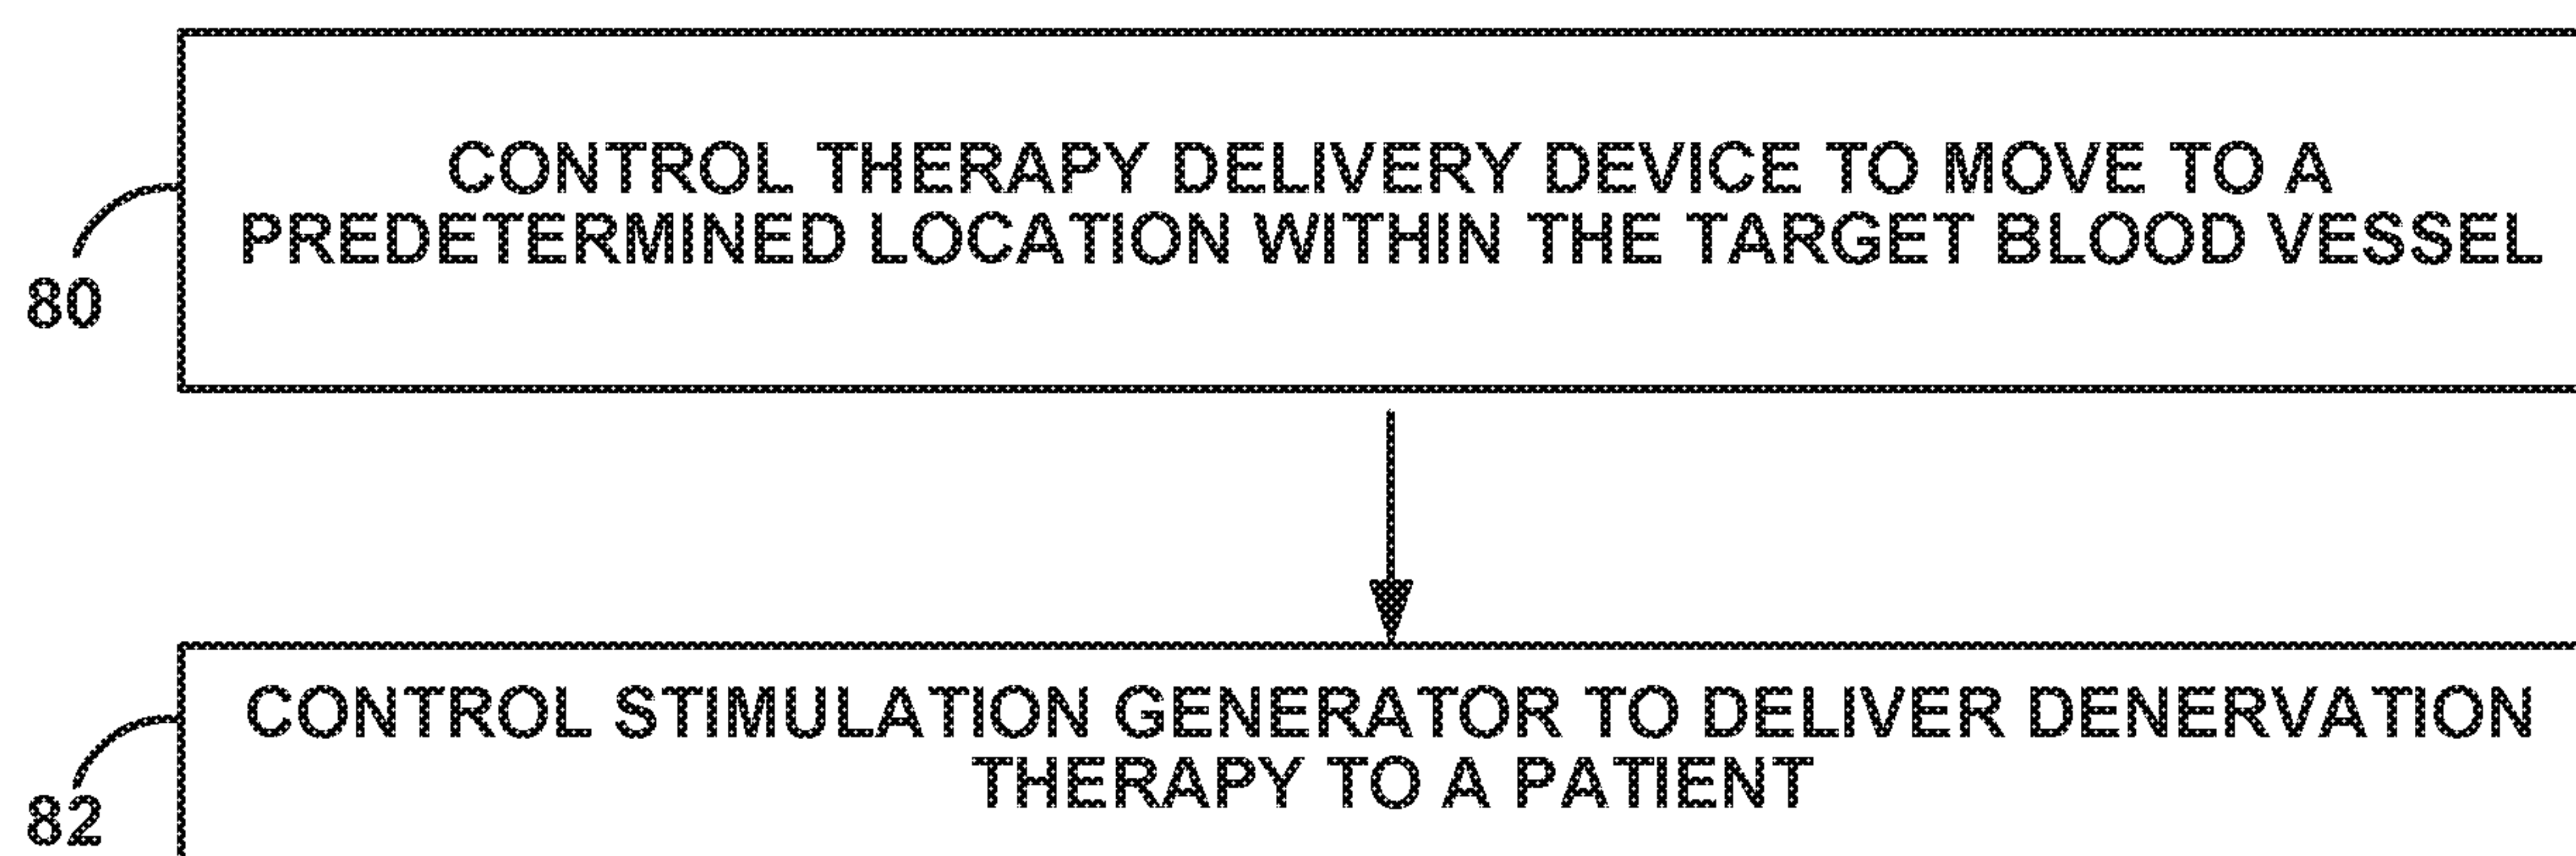 CONTROL THERAPY DELIVERY DEVICE TO MOVE TO A
PREDETERMINED LOCATION WITHIN THE TARGET BLOOD VESSEL
80
CONTROL STIMULATION GENERATOR TO DELIVER DENERVATION
THERAPY TO A PATIENT
82